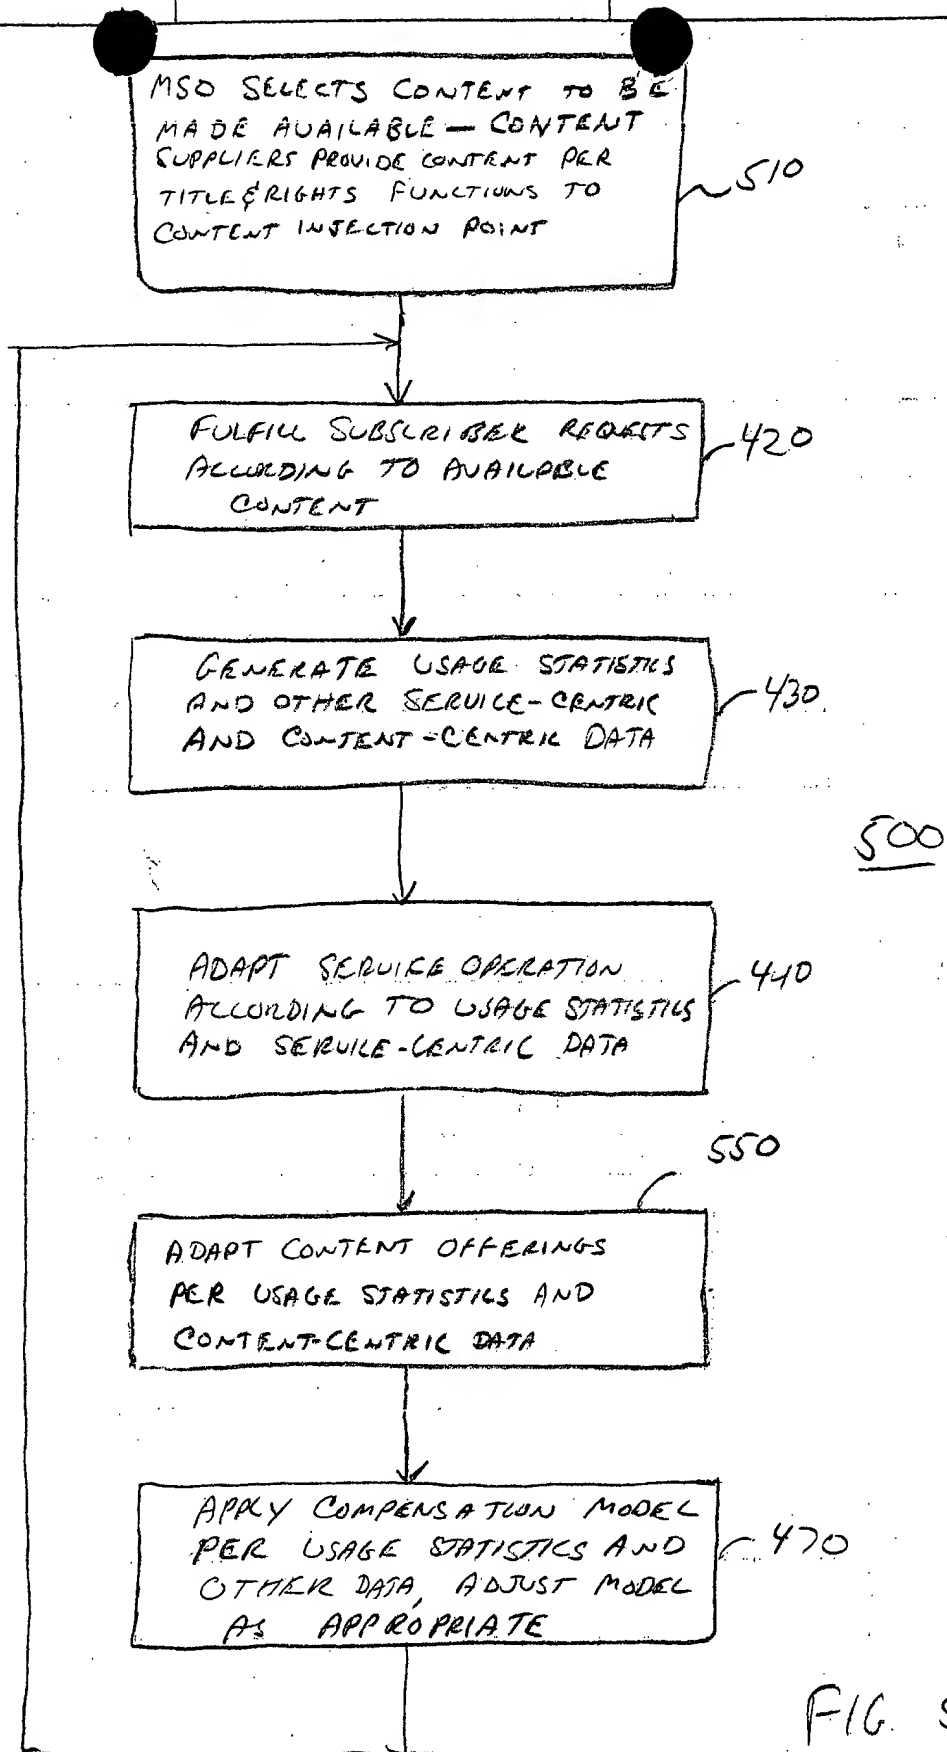 MSO SELECTS CONTENT TO BE
MADE AVAILABLE — CONTENT
SUPPLIERS PROVIDE CONTENT PER
TITLE & RIGHTS FUNCTIONS TO
CONTENT INJECTION POINT
510
FULFILL SUBSCRIBER REQUESTS
ACCORDING TO AVAILABLE
CONTENT
420
GENERATE USAGE STATISTICS
AND OTHER SERVICE-CENTRIC
AND CONTENT-CENTRIC DATA
430
500
ADAPT SERVICE OPERATION
ACCORDING TO USAGE STATISTICS
AND SERVICE-CENTRIC DATA
440
550
ADAPT CONTENT OFFERINGS
PER USAGE STATISTICS AND
CONTENT-CENTRIC DATA
APPLY COMPENSATION MODEL
PER USAGE STATISTICS AND
OTHER DATA, ADJUST MODEL
AS APPROPRIATE
470
FIG.